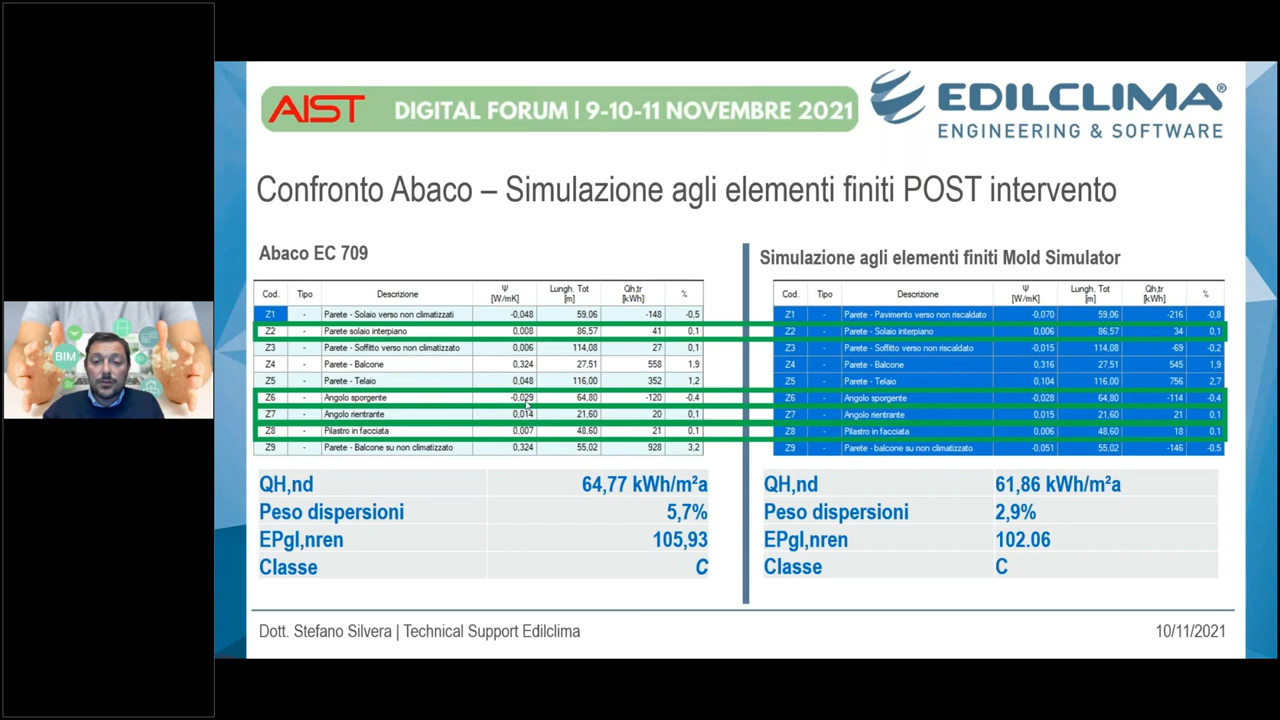 AIST DIGITAL FORUM | 9-10-11 NOVEMBRE 2021
EDILCLIMA®
ENGINEERING & SOFTWARE
Confronto Abaco – Simulazione agli elementi finiti POST intervento
Abaco EC 709
Cod. Tipo Descrizione Ψ [W/mK] Lungh. Tot [m] Qh,tr [kWh] %
Z1 - Parete - Solaio verso non climatizzati -0,048 59,06 -148 -0,5
Z2 - Parete solaio interpiano 0,008 86,57 41 0,1
Z3 - Parete - Soffitto verso non climatizzato 0,006 114,08 27 0,1
Z4 - Parete - Balcone 0,324 27,51 558 1,9
Z5 - Parete - Telaio 0,048 116,00 352 1,2
Z6 - Angolo sporgente -0,029 64,80 -120 -0,4
Z7 - Angolo rientrante 0,014 21,60 20 0,1
Z8 - Pilastro in facciata 0,007 48,60 21 0,1
Z9 - Parete - Balcone su non climatizzato 0,324 55,02 928 3,2
QH,nd 64,77 kWh/m²a
Peso dispersioni 5,7%
EPgl,nren 105,93
Classe C
Simulazione agli elementi finiti Mold Simulator
Cod. Tipo Descrizione Ψ [W/mK] Lungh. Tot [m] Qh,tr [kWh] %
Z1 - Parete - Pavimento verso non riscaldato -0,070 59,06 -216 -0,8
Z2 - Parete - Solaio interpiano 0,006 86,57 34 0,1
Z3 - Parete - Soffitto verso non riscaldato -0,015 114,08 -69 -0,2
Z4 - Parete - Balcone 0,316 27,51 545 1,9
Z5 - Parete - Telaio 0,104 116,00 756 2,7
Z6 - Angolo sporgente -0,028 64,80 -114 -0,4
Z7 - Angolo rientrante 0,015 21,60 21 0,1
Z8 - Pilastro in facciata 0,006 48,60 18 0,1
Z9 - Parete - balcone su non climatizzato -0,051 55,02 -146 -0,5
QH,nd 61,86 kWh/m²a
Peso dispersioni 2,9%
EPgl,nren 102.06
Classe C
Dott. Stefano Silvera | Technical Support Edilclima
10/11/2021
BIM